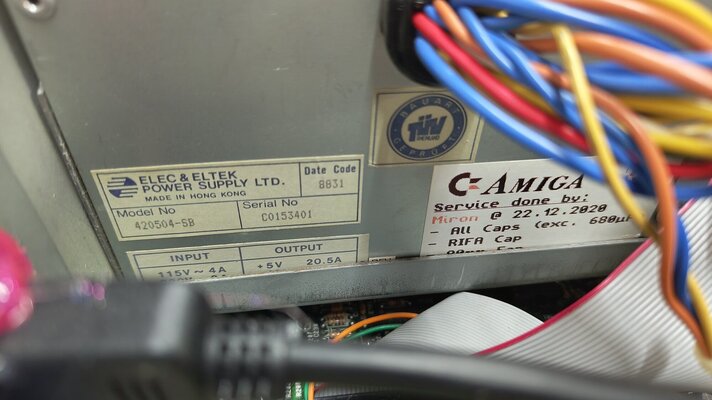 ELEC & ELTEK
POWER SUPPLY LTD.
MADE IN HONG KONG
Date Code
8831
Model No
420504-5B
Serial No
C0153401
INPUT
115V ~ 4A
OUTPUT
+5V 20.5A
BAUART
TÜV
RHEINLAND
GEPRÜFT
AMIGA
Service done by:
Miron @ 22.12.2020
- All Caps (exc. 680µ
- RIFA Cap